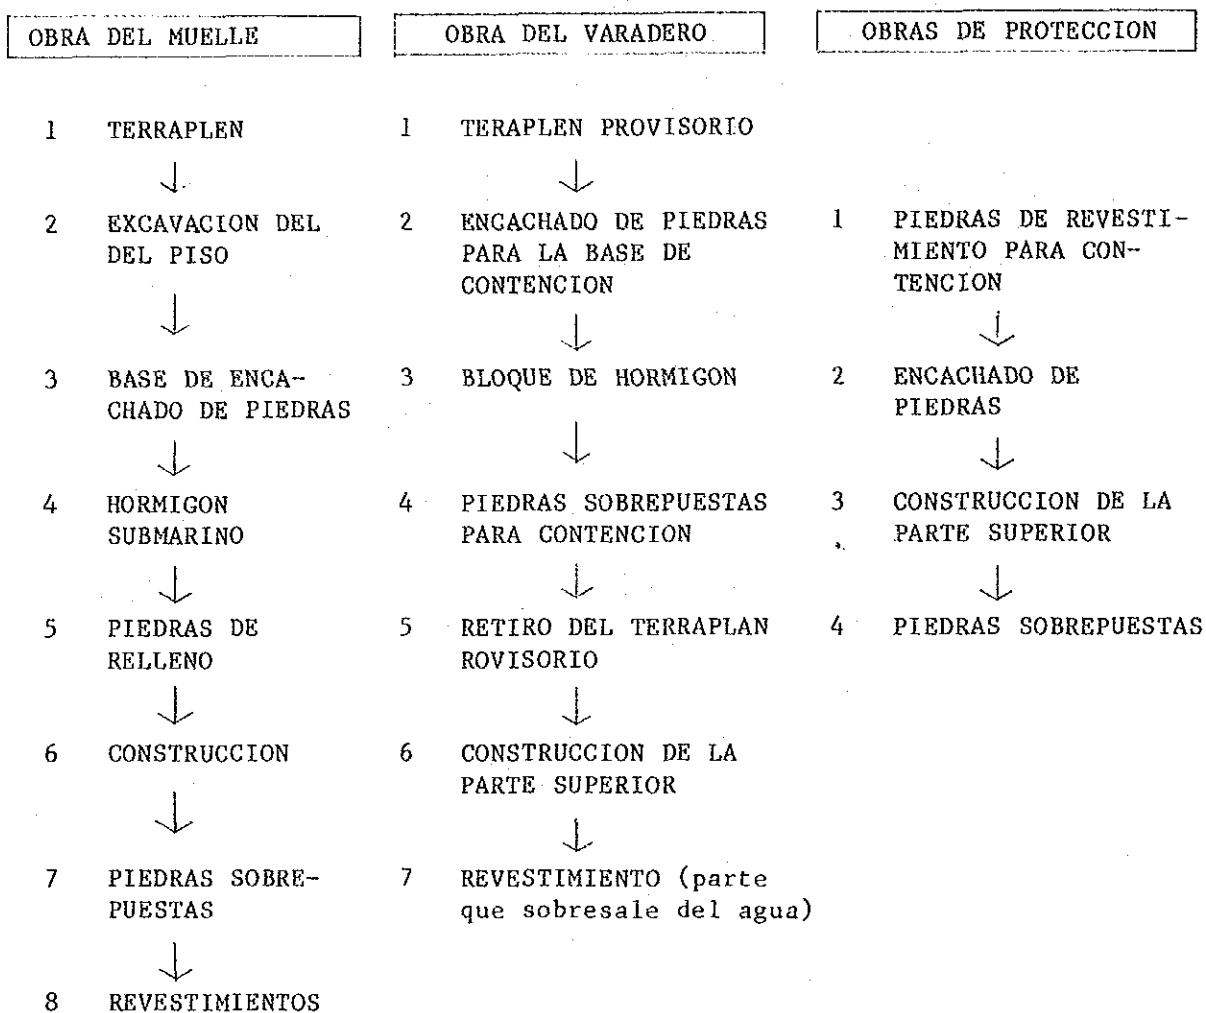 OBRA DEL MUELLE
1 TERRAPLEN
2 EXCAVACION DEL
DEL PISO
3 BASE DE ENCA-
CHADO DE PIEDRAS
4 HORMIGON
SUBMARINO
5 PIEDRAS DE
RELLENO
6 CONSTRUCCION
7 PIEDRAS SOBRE-
PUESTAS
8 REVESTIMIENTOS
OBRA DEL VARADERO
1 TERAPLEN PROVISORIO
2 ENCACHADO DE PIEDRAS
PARA LA BASE DE
CONTENCION
3 BLOQUE DE HORMIGON
4 PIEDRAS SOBREPUESTAS
PARA CONTENCION
5 RETIRO DEL TERRAPLAN
ROVISORIO
6 CONSTRUCCION DE LA
PARTE SUPERIOR
7 REVESTIMIENTO (parte
que sobresale del agua)
OBRAS DE PROTECCION
1 PIEDRAS DE REVESTI-
MIENTO PARA CON-
TENCION
2 ENCACHADO DE
PIEDRAS
3 CONSTRUCCION DE LA
PARTE SUPERIOR
4 PIEDRAS SOBREPUESTAS